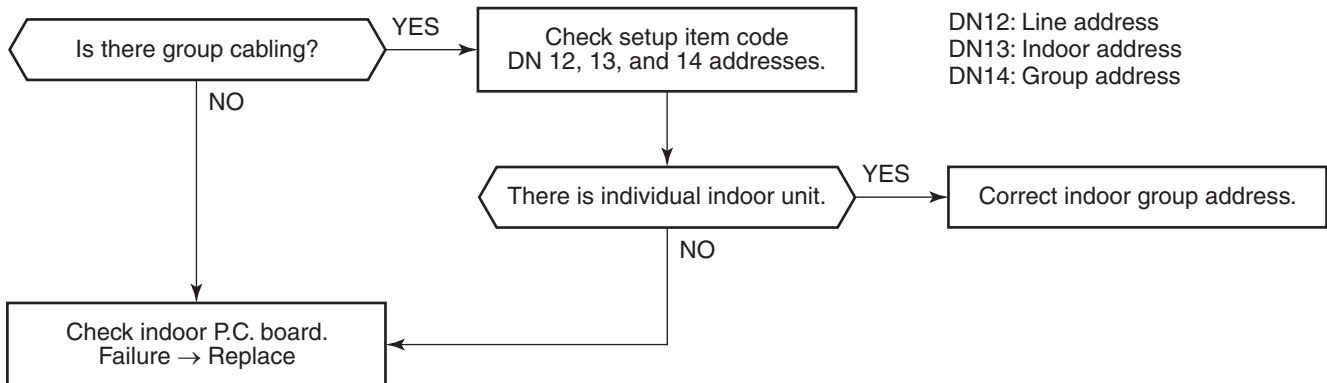 Is there group cabling?
YES
Check setup item code
DN 12, 13, and 14 addresses.
DN12: Line address
DN13: Indoor address
DN14: Group address
NO
There is individual indoor unit.
YES
Correct indoor group address.
NO
Check indoor P.C. board.
Failure → Replace